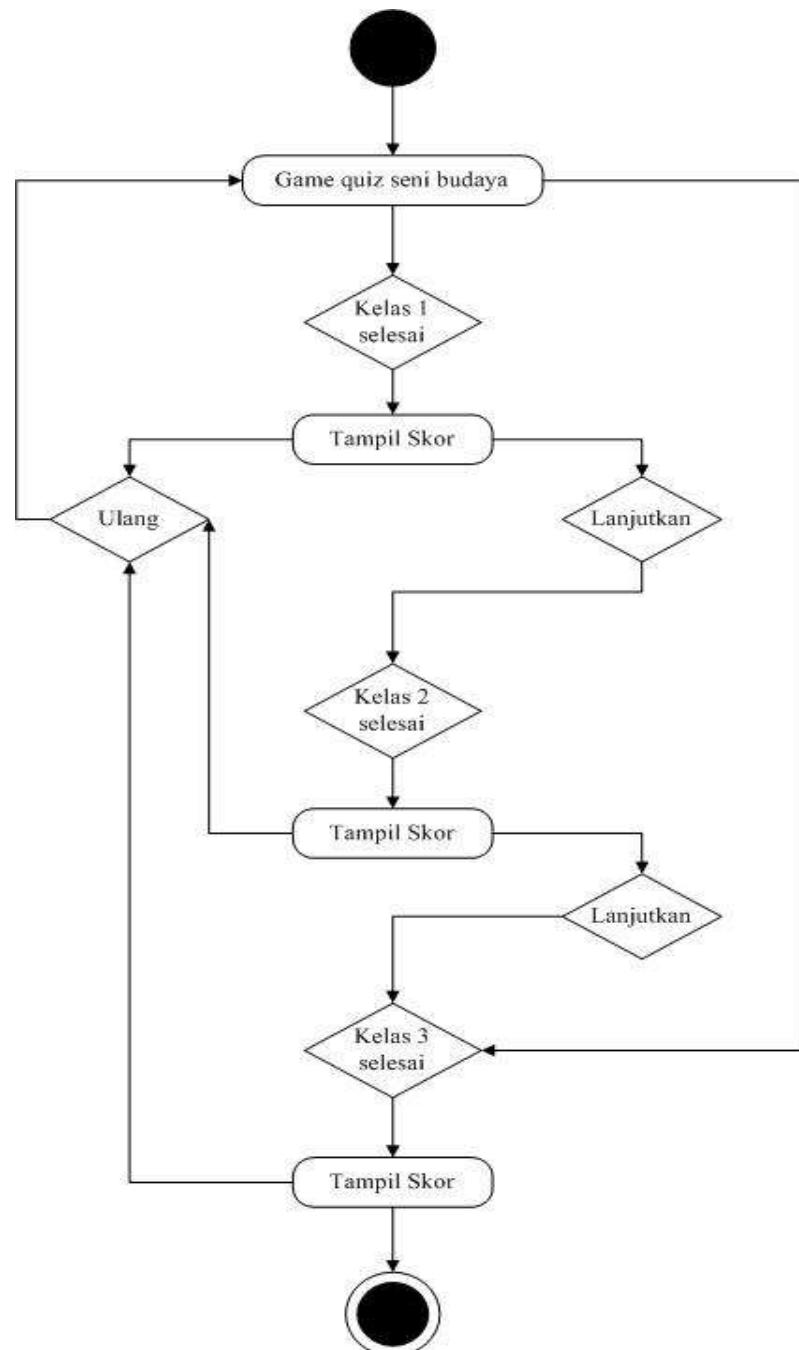 Game quiz seni budaya
Kelas 1
selesai
Tampil Skor
Ulang
Lanjutkan
Kelas 2
selesai
Tampil Skor
Lanjutkan
Kelas 3
selesai
Tampil Skor